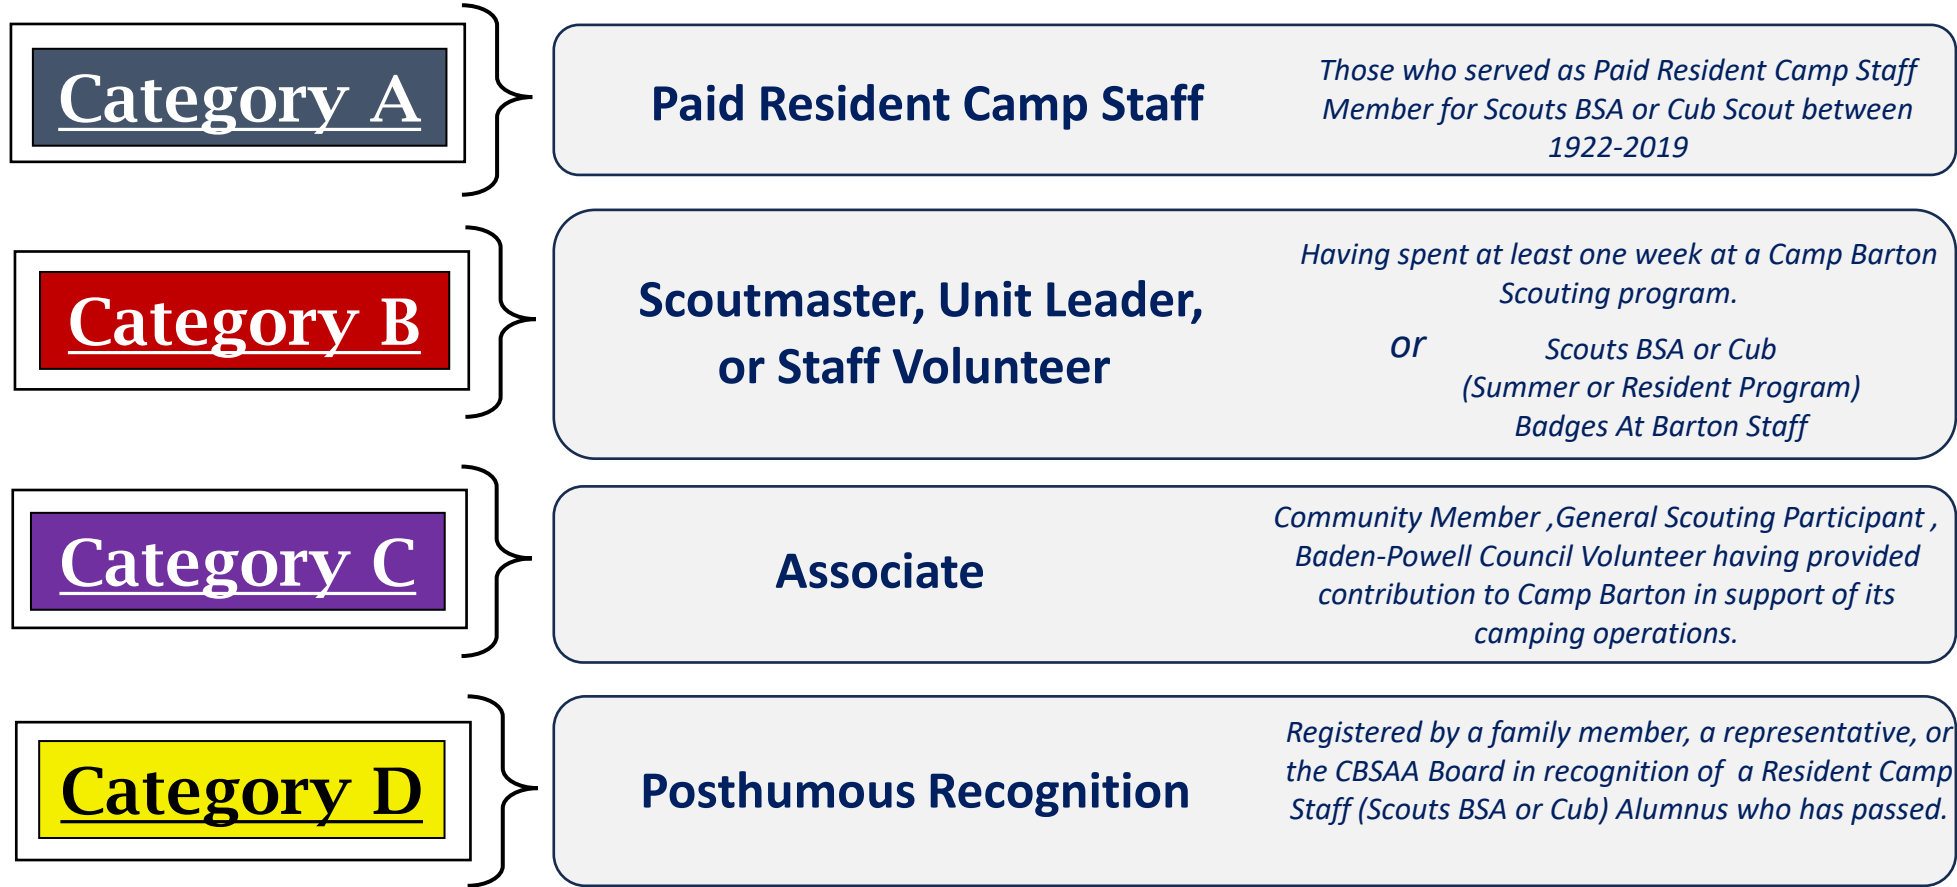 Category A
Paid Resident Camp Staff
Those who served as Paid Resident Camp Staff
Member for Scouts BSA or Cub Scout between
1922-2019
Category B
Scoutmaster, Unit Leader,
or Staff Volunteer
Having spent at least one week at a Camp Barton
Scouting program.
or
Scouts BSA or Cub
(Summer or Resident Program)
Badges At Barton Staff
Category C
Associate
Community Member ,General Scouting Participant ,
Baden-Powell Council Volunteer having provided
contribution to Camp Barton in support of its
camping operations.
Category D
Posthumous Recognition
Registered by a family member, a representative, or
the CBSAA Board in recognition of a Resident Camp
Staff (Scouts BSA or Cub) Alumnus who has passed.